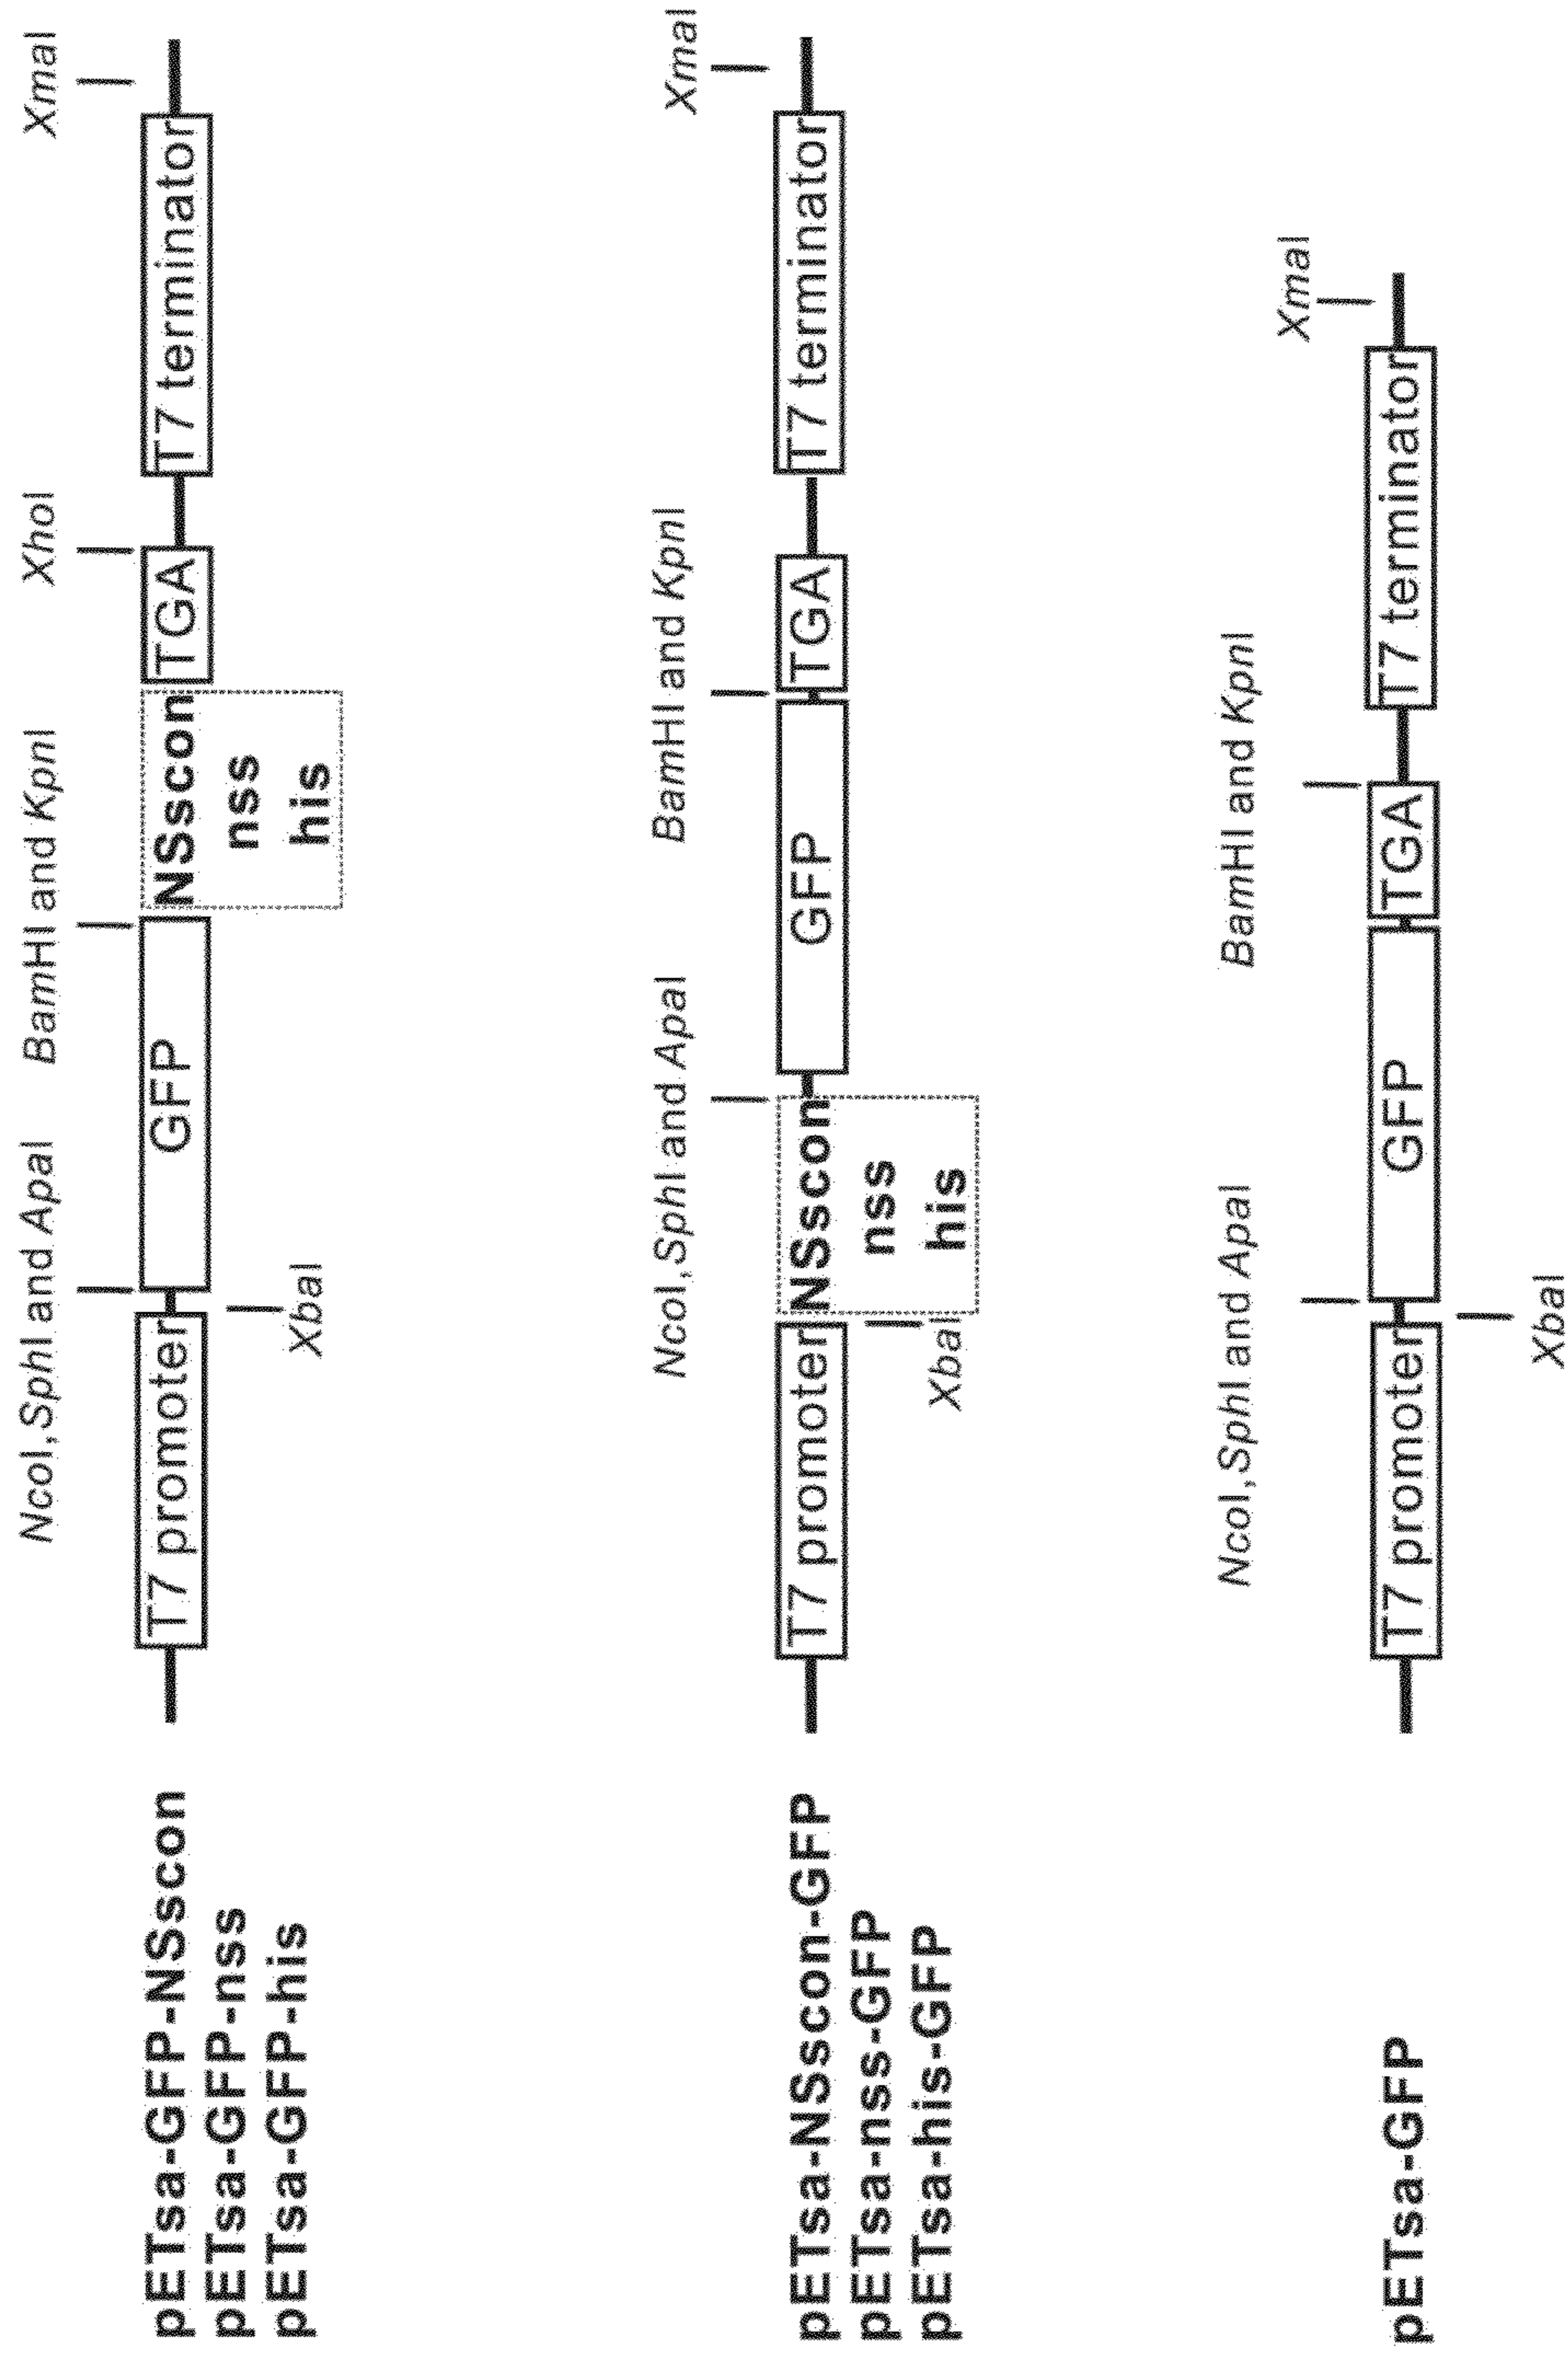 NcoI,SphI and ApaI BamHI and KpnI XhoI XmaI
pETsa-GFP-NSscon T7 promoter GFP NSscon TGA T7 terminator
pETsa-GFP-nss nss
pETsa-GFP-his XbaI his
NcoI,SphI and ApaI BamHI and KpnI XmaI
pETsa-NSscon-GFP T7 promoter NSscon GFP TGA T7 terminator
pETsa-nss-GFP nss
pETsa-his-GFP XbaI his
NcoI,SphI and ApaI BamHI and KpnI XmaI
pETsa-GFP T7 promoter GFP TGA T7 terminator
XbaI